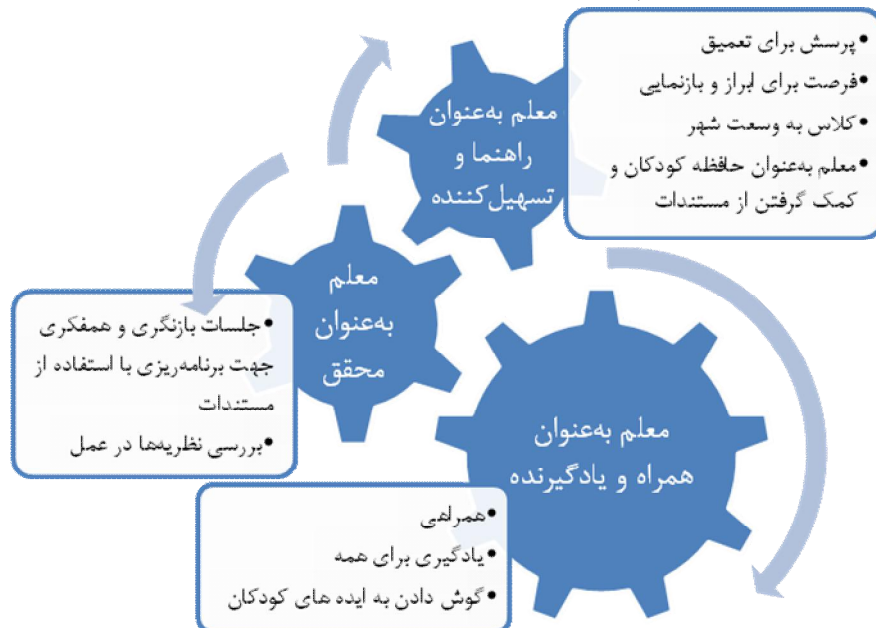 •پرسش برای تعمیق
•فرصت برای ابراز و بازنمایی
•کلاس به وسعت شهر
•معلم به‌عنوان حافظه کودکان و
کمک گرفتن از مستندات
معلم به‌عنوان
راهنما و
تسهیل‌کننده
معلم
به‌عنوان
محقق
•جلسات بازنگری و همفکری
جهت برنامه‌ریزی با استفاده از
مستندات
•بررسی نظریه‌ها در عمل
معلم به‌عنوان
همراه و یادگیرنده
•همراهی
•یادگیری برای همه
•گوش دادن به ایده های کودکان